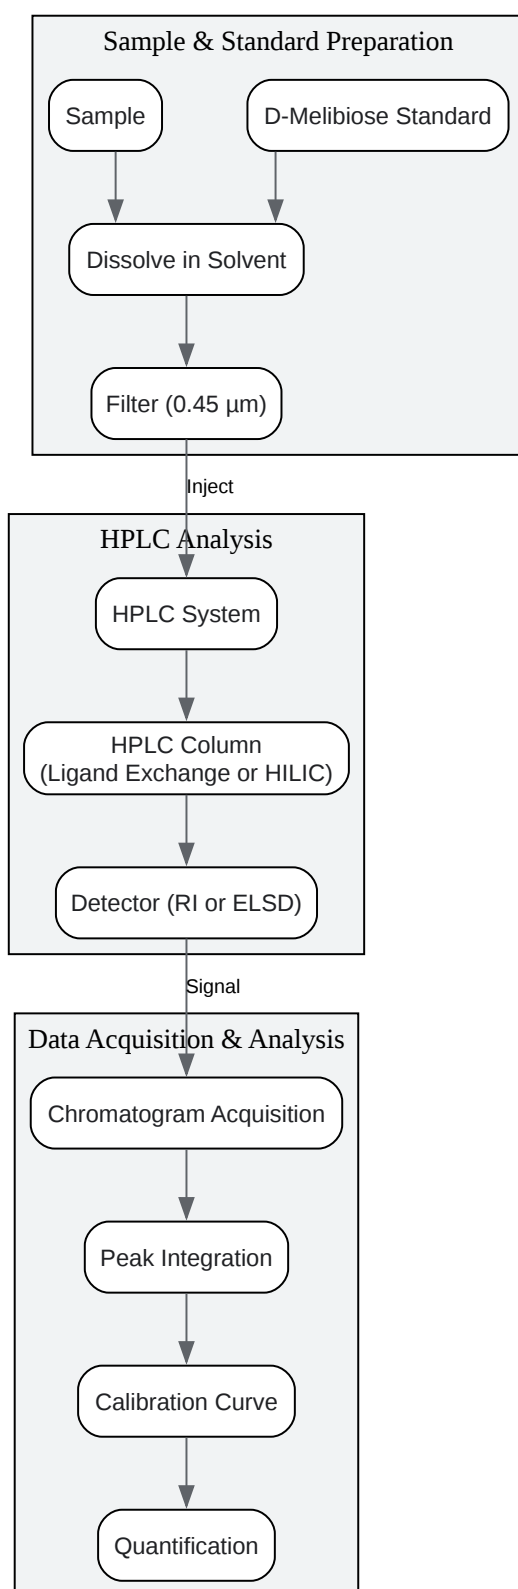 Sample & Standard Preparation
Sample
D-Melibiose Standard
Dissolve in Solvent
Filter (0.45 µm)
Inject
HPLC Analysis
HPLC System
HPLC Column
(Ligand Exchange or HILIC)
Detector (RI or ELSD)
Signal
Data Acquisition & Analysis
Chromatogram Acquisition
Peak Integration
Calibration Curve
Quantification